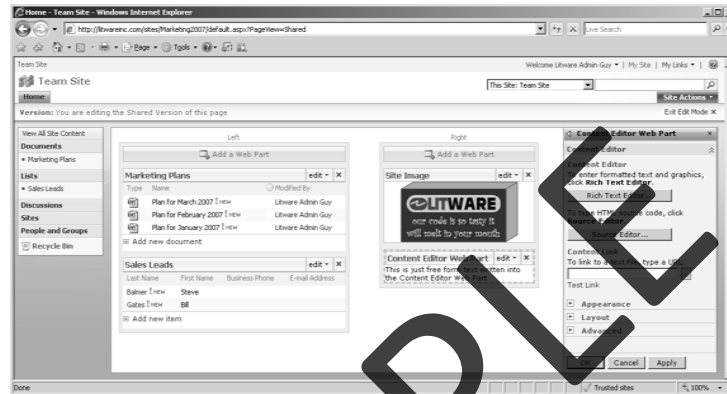 Home - Team Site - Windows Internet Explorer
http://litwareinc.com/sites/Marketing2007/default.aspx?PageView=Shared
Live Search
Page Tools
Team Site
Welcome Litware Admin Guy My Site My Links
Team Site
This Site: Team Site
Home
Site Actions
Version: You are editing the Shared Version of this page
Exit Edit Mode
View All Site Content
Documents
Marketing Plans
Lists
Sales Leads
Discussions
Sites
People and Groups
Recycle Bin
Left
Add a Web Part
Marketing Plans edit
Type Name Modified By
Plan for March 2007 NEW Litware Admin Guy
Plan for February 2007 NEW Litware Admin Guy
Plan for January 2007 NEW Litware Admin Guy
Add new document
Sales Leads edit
Last Name First Name Business Phone E-mail Address
Balmer NEW Steve
Gates NEW Bill
Add new item
Right
Add a Web Part
Site Image edit
LITWARE
our code is so tasty it
will melt in your mouth
Content Editor Web Part edit
This is just free form text written into
the Content Editor Web Part
Content Editor Web Part
Content Editor
Content Editor
To enter formatted text and graphics,
click Rich Text Editor.
Rich Text Editor...
To type HTML source code, click
Source Editor.
Source Editor...
Content Link
To link to a text file, type a URL.
Test Link
Appearance
Layout
Advanced
OK Cancel Apply
Done
Trusted sites
100%
PLE